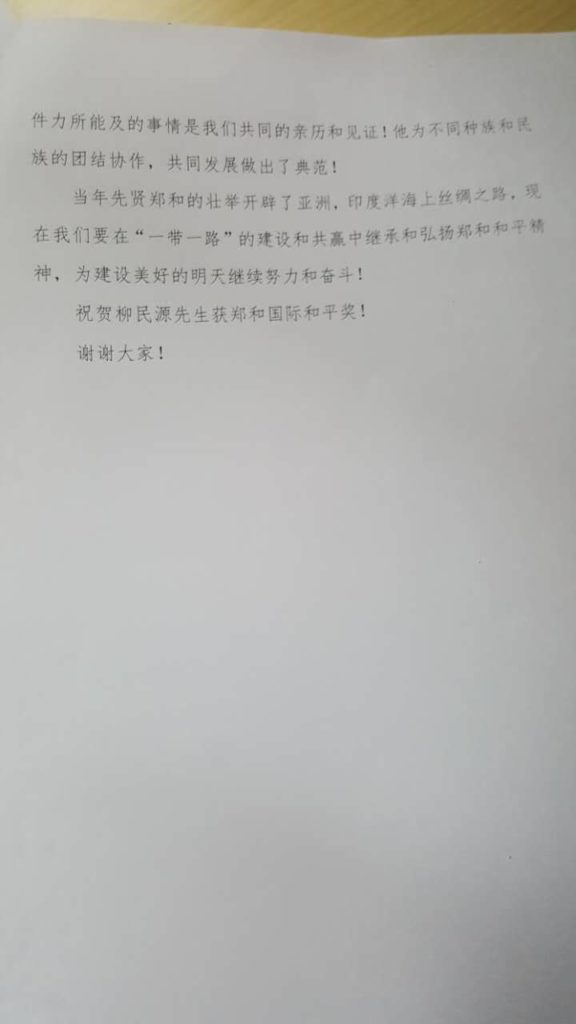 件力所能及的事情是我们共同的亲历和见证！他为不同种族和民
族的团结协作，共同发展做出了典范！
当年先贤郑和的壮举开辟了亚洲，印度洋海上丝绸之路，现
在我们要在“一带一路”的建设和共赢中继承和弘扬郑和和平精
神，为建设美好的明天继续努力和奋斗！
祝贺柳民源先生获郑和国际和平奖！
谢谢大家！